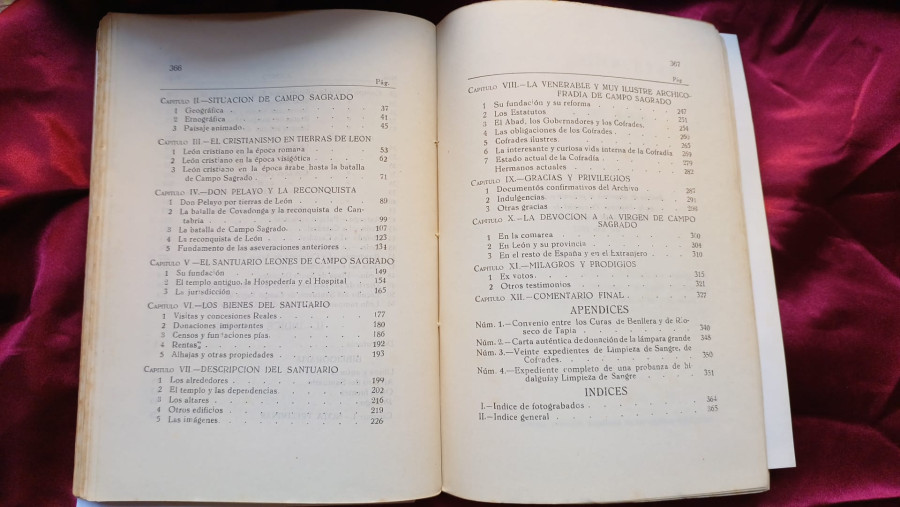 366
Pág.
CAPITULO II.—SITUACION DE CAMPO SAGRADO
1 Geográfica . . . . . . . . 37
2 Etnográfica . . . . . . . . 41
3 Paisaje animado. . . . . . . . 45
CAPITULO III.—EL CRISTIANISMO EN TIERRAS DE LEON
1 León cristiano en la época romana . . . . 53
2 León cristiano en la época visigótica . . . . 62
3 León cristiano en la época árabe hasta la batalla
de Campo Sagrado. . . . . . . 71
CAPITULO IV.—DON PELAYO Y LA RECONQUISTA
1 Don Pelayo por tierras de León . . . . 89
2 La batalla de Covadonga y la reconquista de Can-
tabria . . . . . . . . 99
3 La batalla de Campo Sagrado. . . . . 107
4 La reconquista de León . . . . . 123
5 Fundamento de las aseveraciones anteriores . . 134
CAPITULO V —EL SANTUARIO LEONES DE CAMPO SAGRADO
1 Su fundación . . . . . . . 149
2 El templo antiguo, la Hospedería y el Hospital . 154
3 La jurisdicción . . . . . . . 165
CAPITULO VI.—LOS BIENES DEL SANTUARIO
1 Visitas y concesiones Reales . . . . . 177
2 Donaciones importantes . . . . . 180
3 Censos y fundaciones pías. . . . . 186
4 Rentas . . . . . . . . 192
5 Alhajas y otras propiedades . . . . . 193
CAPITULO VII —DESCRIPCION DEL SANTUARIO
1 Los alrededores . . . . . . . 199
2 El templo y las dependencias. . . . . 202
3 Los altares . . . . . . . 216
4 Otros edificios . . . . . . . 219
5 Las imágenes. . . . . . . 226
367
Pág
CAPITULO VIII.—LA VENERABLE Y MUY ILUSTRE ARCHICO-
FRADIA DE CAMPO SAGRADO
1 Su fundación y su reforma . . . . . 247
2 Los Estatutos . . . . . . . 251
3 El Abad, los Gobernadores y los Cofrades. . . 254
4 Las obligaciones de los Cofrades. . . .
5 Cofrades ilustres . . . . . . 265
6 La interesante y curiosa vida interna de la Cofradía 269
7 Estado actual de la Cofradía . . . . . 279
Hermanos actuales . . . . . . 282
CAPITULO IX.—GRACIAS Y PRIVILEGIOS
1 Documentos confirmativos del Archivo . . . 287
2 Indulgencias. . . . . . . 291
3 Otras gracias . . . . . . . 298
CAPITULO X.—LA DEVOCION A LA VIRGEN DE CAMPO
SAGRADO
1 En la comarca . . . . . . . 300
2 En León y su provincia . . . . . 304
3 En el resto de España y en el Extranjero . . . 310
CAPITULO XI.—MILAGROS Y PRODIGIOS
1 Ex votos. . . . . . . . 315
2 Otros testimonios . . . . . . 321
CAPITULO XII.—COMENTARIO FINAL . . . . 327
APENDICES
Núm. 1.—Convenio entre los Curas de Benllera y de Rio-
seco de Tapia . . . . . . . 340
Núm. 2.—Carta auténtica de donación de la lámpara grande 348
Núm. 3.—Veinte expedientes de Limpieza de Sangre, de
Cofrades. . . . . . . . 350
Núm. 4.—Expediente completo de una probanza de hi
dalguía y Limpieza de Sangre . . . . 351
INDICES
I.—Indice de fotograbados . . . . . 364
II—Indice general . . . . . . 365